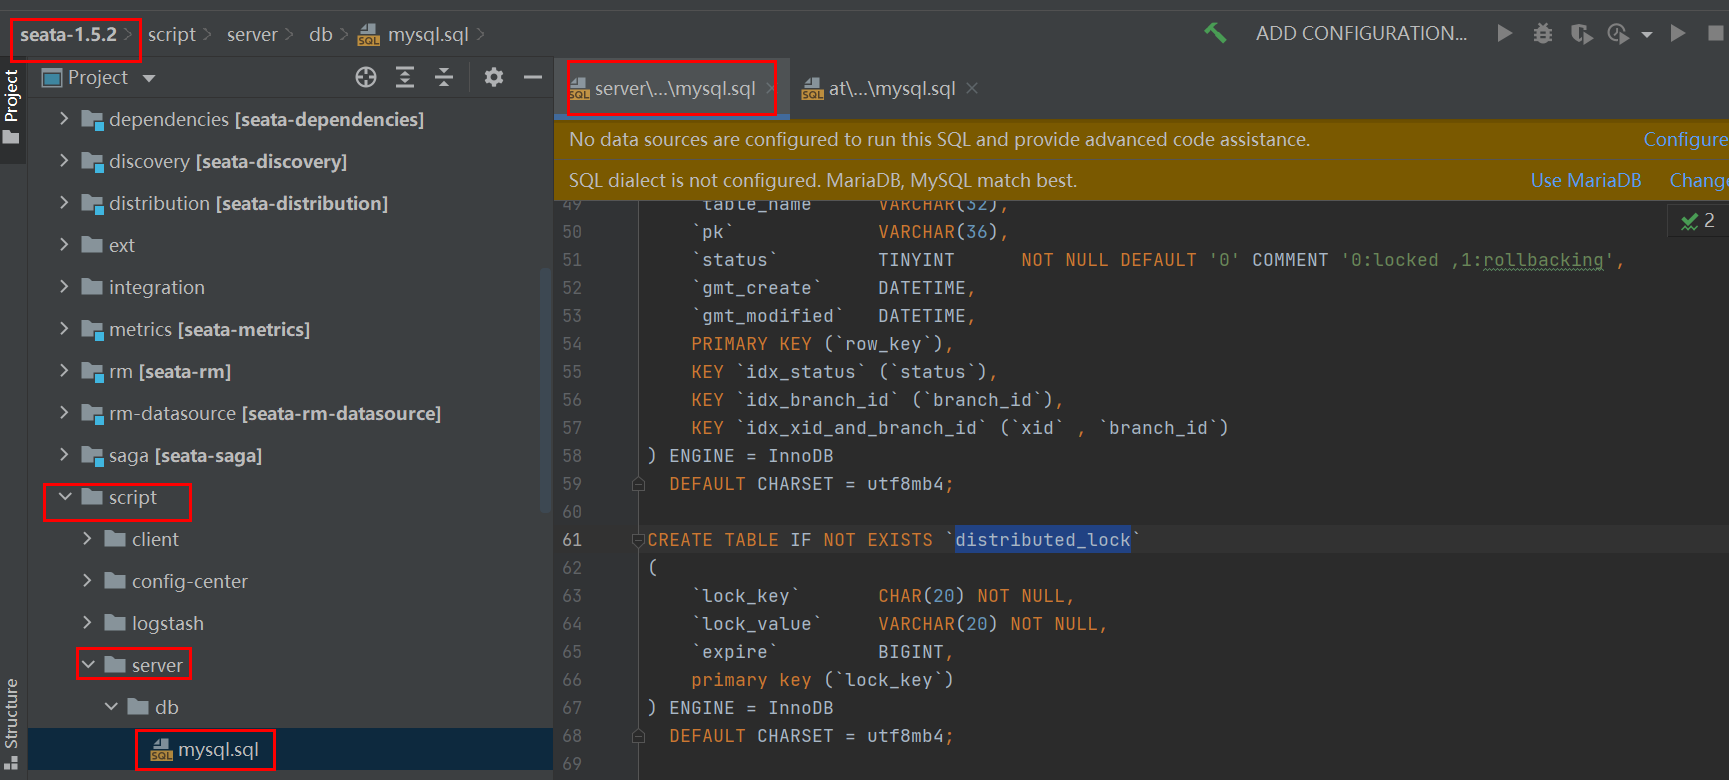 seata-1.5.2 script server db mysql.sql
ADD CONFIGURATION...
Project
Project
dependencies [seata-dependencies]
discovery [seata-discovery]
distribution [seata-distribution]
ext
integration
metrics [seata-metrics]
rm [seata-rm]
rm-datasource [seata-rm-datasource]
saga [seata-saga]
script
client
config-center
logstash
server
db
mysql.sql
Structure
server\...\mysql.sql
at\...\mysql.sql
No data sources are configured to run this SQL and provide advanced code assistance. Configure
SQL dialect is not configured. MariaDB, MySQL match best. Use MariaDB Chang
2
49 `table_name` VARCHAR(32),
50 `pk` VARCHAR(36),
51 `status` TINYINT NOT NULL DEFAULT '0' COMMENT '0:locked ,1:rollbacking',
52 `gmt_create` DATETIME,
53 `gmt_modified` DATETIME,
54 PRIMARY KEY (`row_key`),
55 KEY `idx_status` (`status`),
56 KEY `idx_branch_id` (`branch_id`),
57 KEY `idx_xid_and_branch_id` (`xid` , `branch_id`)
58 ) ENGINE = InnoDB
59 DEFAULT CHARSET = utf8mb4;
60
61 CREATE TABLE IF NOT EXISTS `distributed_lock`
62 (
63 `lock_key` CHAR(20) NOT NULL,
64 `lock_value` VARCHAR(20) NOT NULL,
65 `expire` BIGINT,
66 primary key (`lock_key`)
67 ) ENGINE = InnoDB
68 DEFAULT CHARSET = utf8mb4;
69